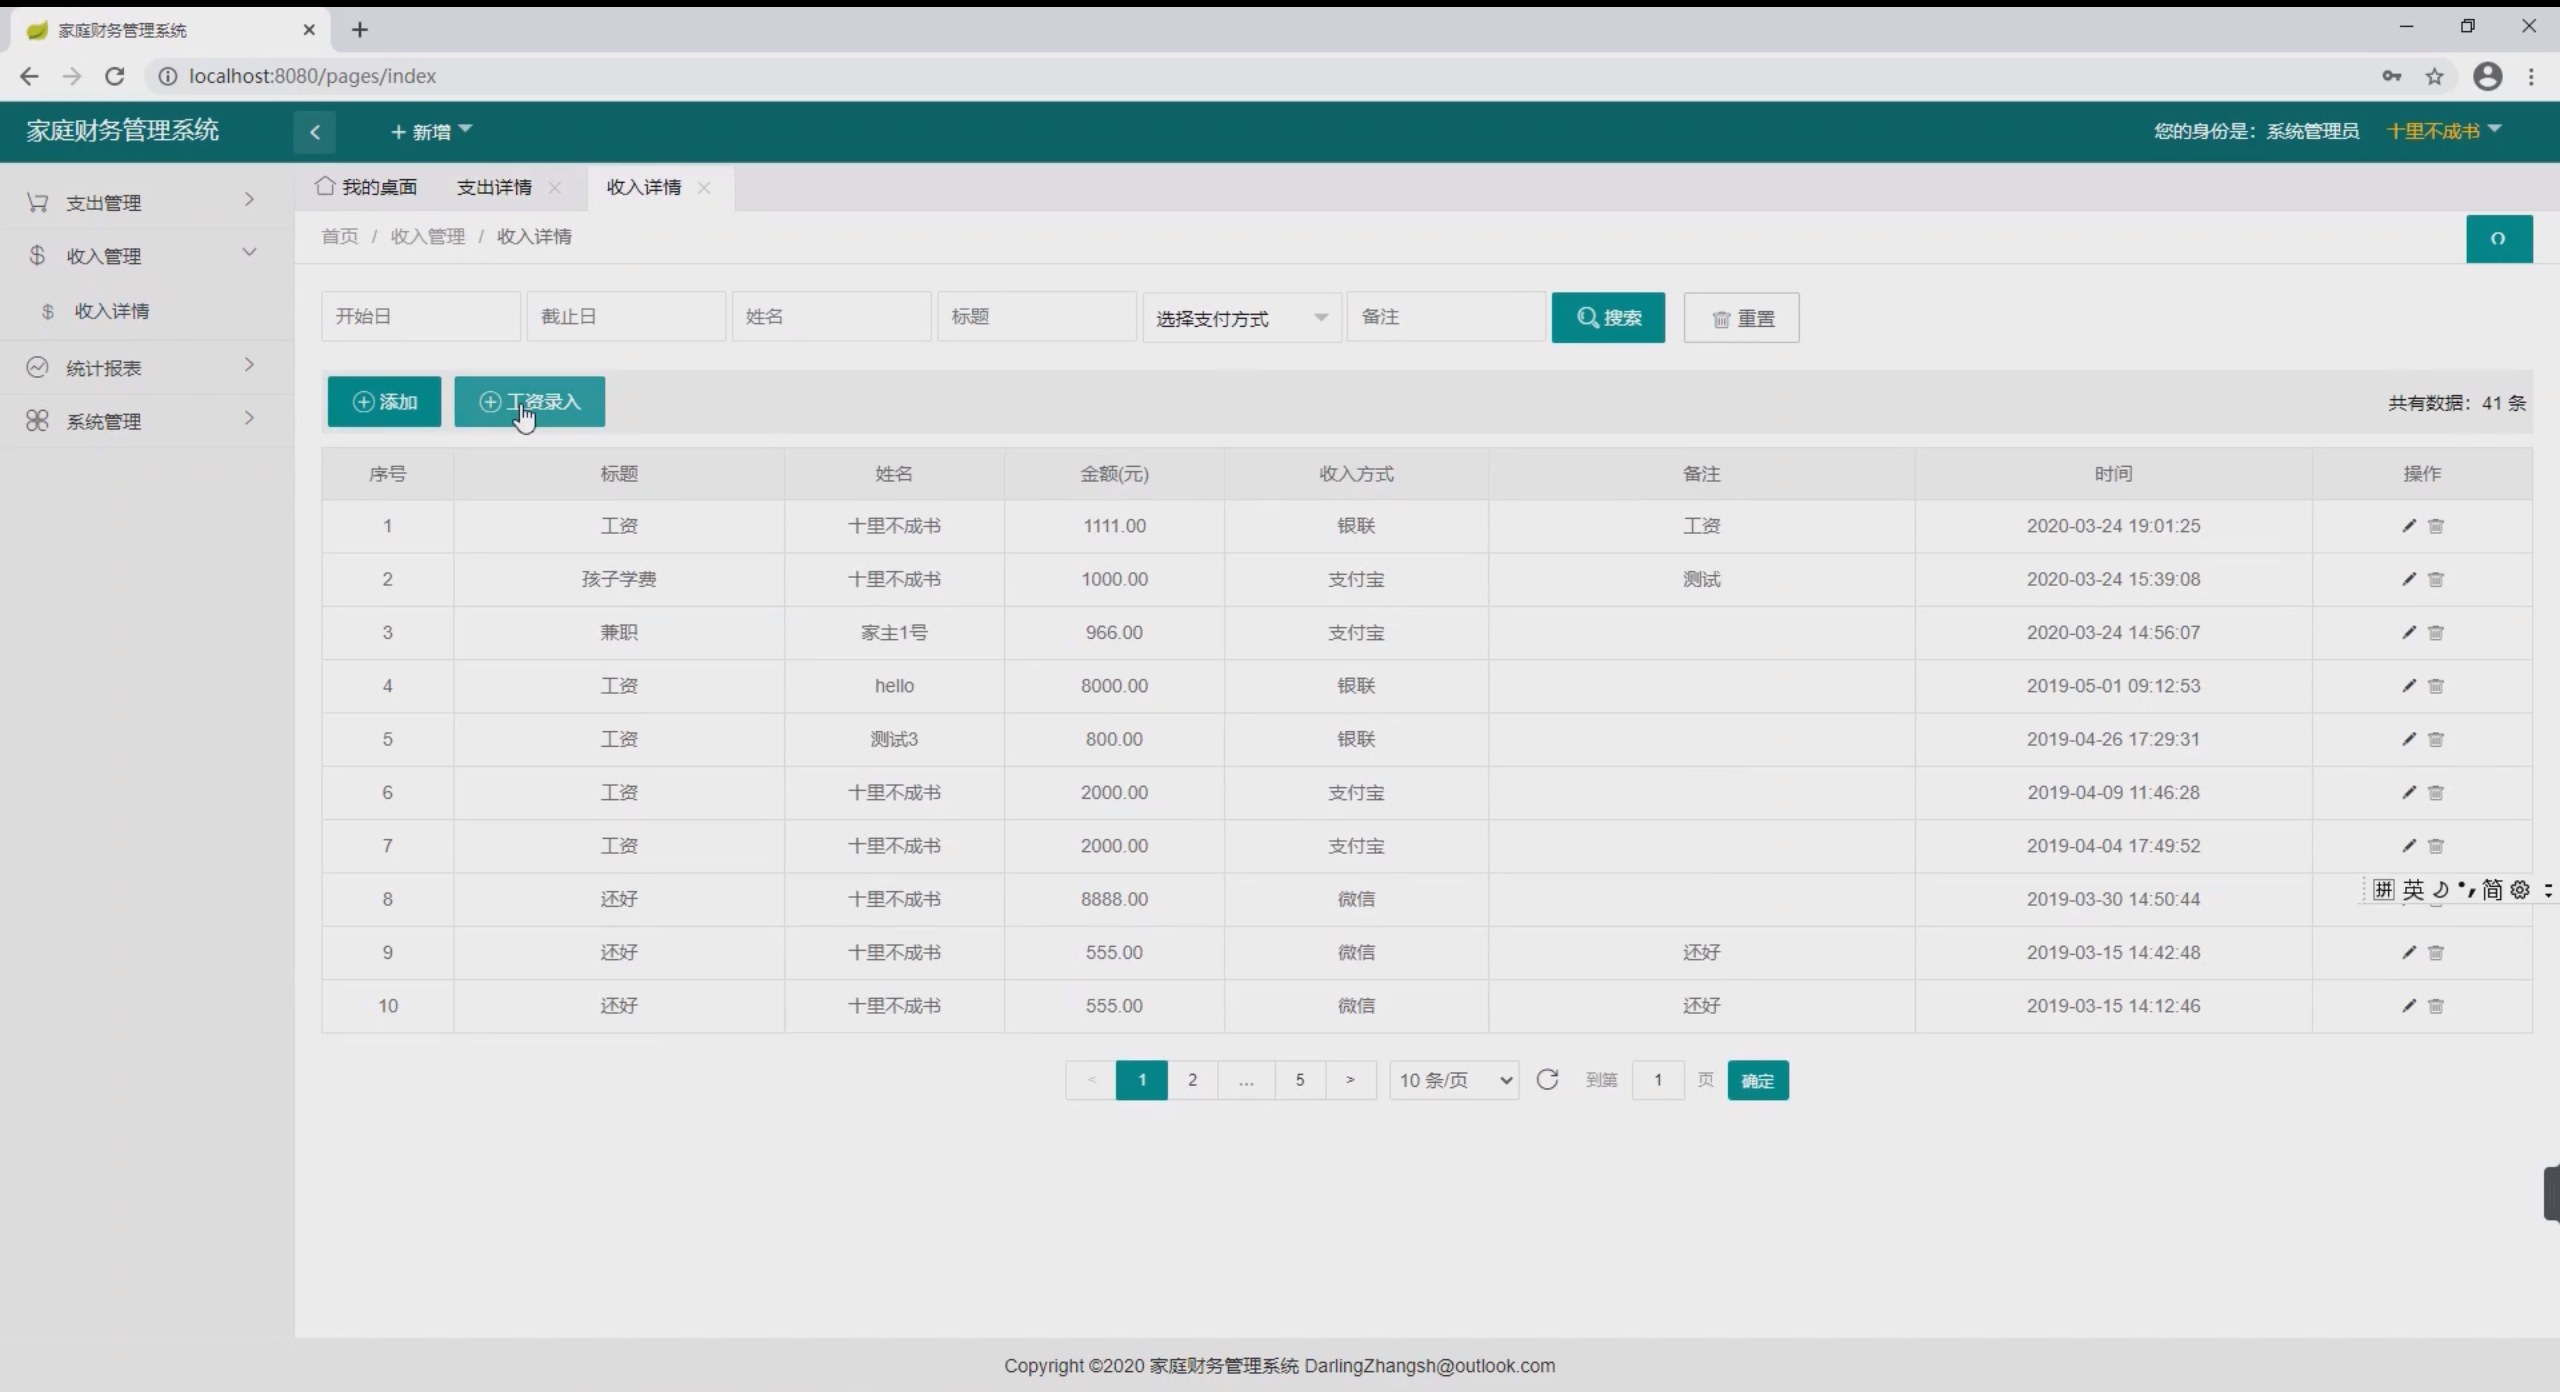 家庭财务管理系统
localhost:8080/pages/index
家庭财务管理系统 + 新增 您的身份是：系统管理员 十里不成书
支出管理
收入管理
$ 收入详情
统计报表
系统管理
我的桌面 支出详情 收入详情
首页 / 收入管理 / 收入详情
开始日 截止日 姓名 标题 选择支付方式 备注 搜索 重置
添加 工资录入 共有数据：41 条
序号 标题 姓名 金额(元) 收入方式 备注 时间 操作
1 工资 十里不成书 1111.00 银联 工资 2020-03-24 19:01:25
2 孩子学费 十里不成书 1000.00 支付宝 测试 2020-03-24 15:39:08
3 兼职 家主1号 966.00 支付宝 2020-03-24 14:56:07
4 工资 hello 8000.00 银联 2019-05-01 09:12:53
5 工资 测试3 800.00 银联 2019-04-26 17:29:31
6 工资 十里不成书 2000.00 支付宝 2019-04-09 11:46:28
7 工资 十里不成书 2000.00 支付宝 2019-04-04 17:49:52
8 还好 十里不成书 8888.00 微信 2019-03-30 14:50:44
拼 英 简
9 还好 十里不成书 555.00 微信 还好 2019-03-15 14:42:48
10 还好 十里不成书 555.00 微信 还好 2019-03-15 14:12:46
< 1 2 ... 5 > 10 条/页 到第 1 页 确定
Copyright ©2020 家庭财务管理系统 DarlingZhangsh@outlook.com